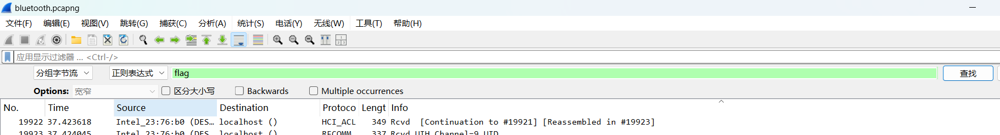 bluetooth.pcapng
文件(F) 编辑(E) 视图(V) 跳转(G) 捕获(C) 分析(A) 统计(S) 电话(Y) 无线(W) 工具(T) 帮助(H)
应用显示过滤器 … <Ctrl-/>
分组字节流 正则表达式 flag 查找
Options: 宽窄 区分大小写 Backwards Multiple occurrences
No. Time Source Destination Protoco Lengt Info
19922 37.423618 Intel_23:76:b0 (DES… localhost () HCI_ACL 349 Rcvd [Continuation to #19921] [Reassembled in #19923]
19923 37.424045 Intel_23:76:b0 (DES… localhost () RFCOMM 337 Rcvd UIH Channel=9 UID